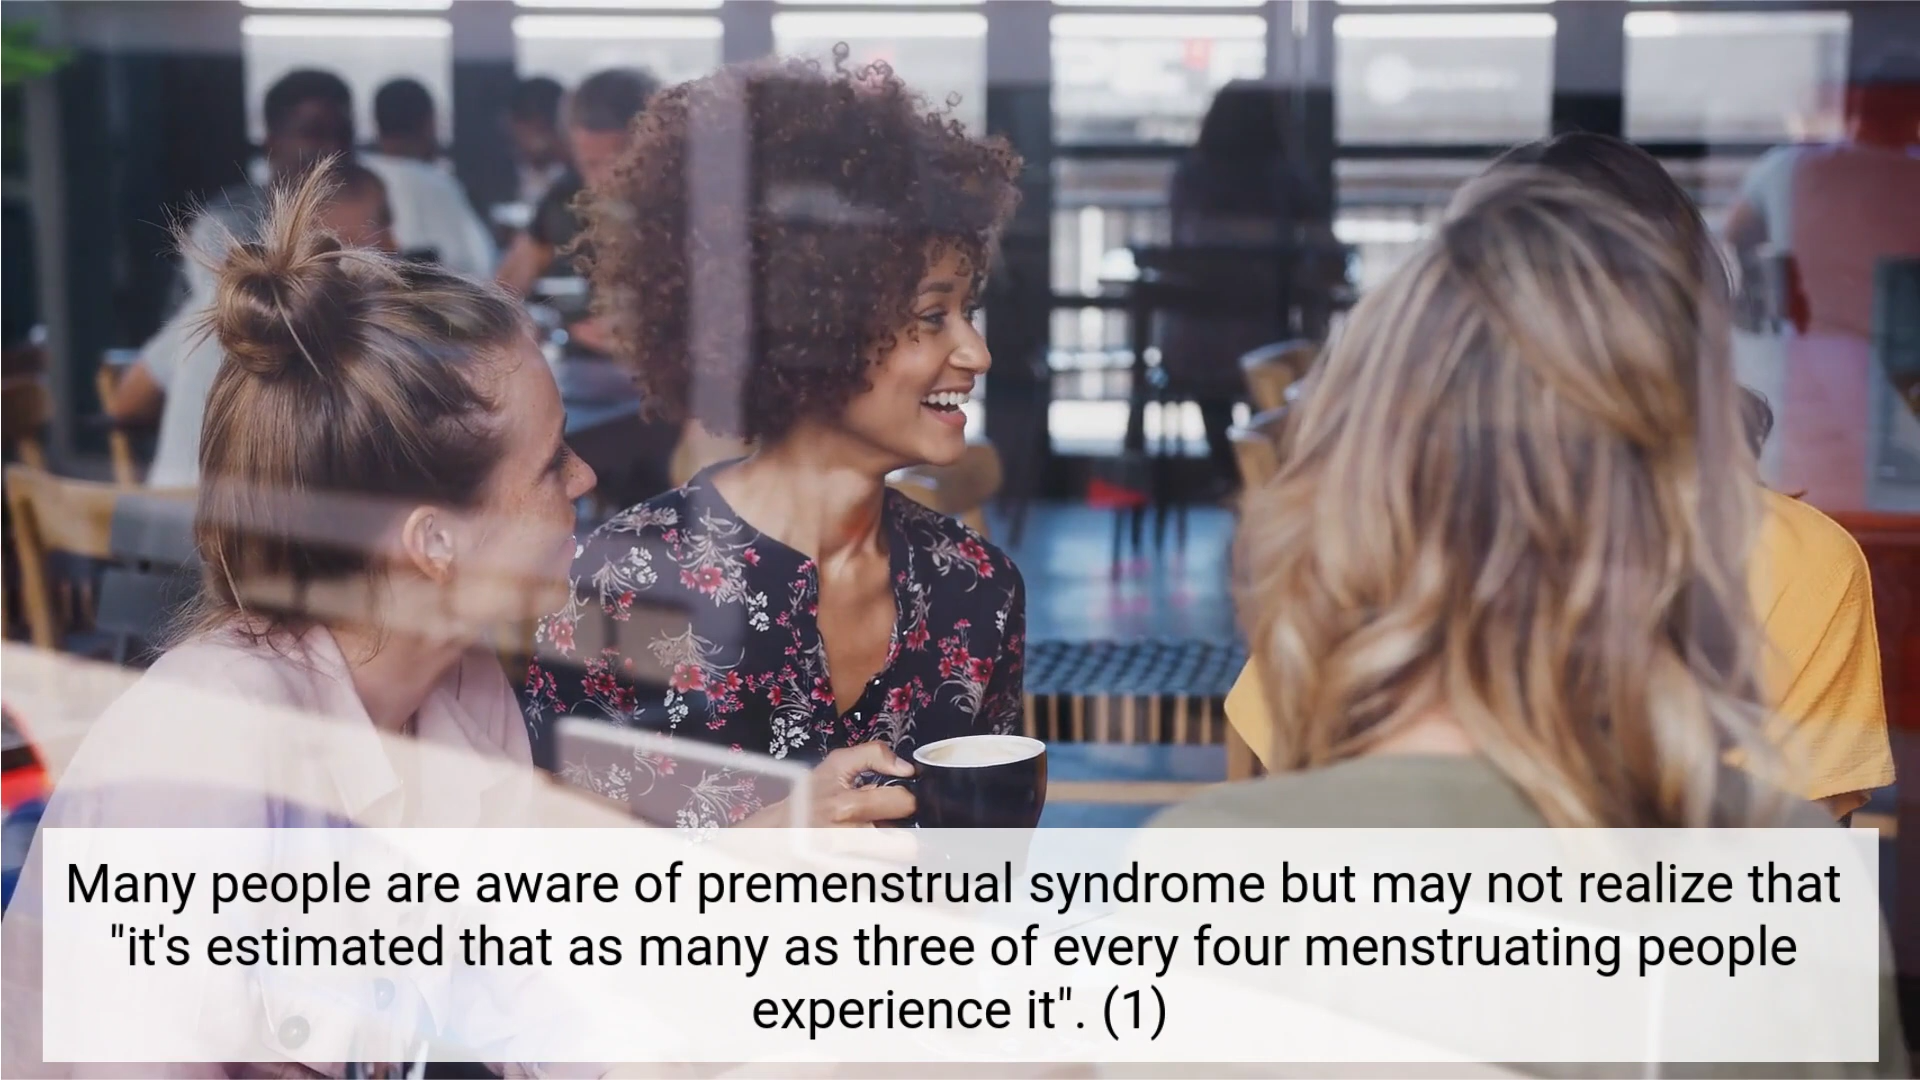 Many people are aware of premenstrual syndrome but may not realize that
"it's estimated that as many as three of every four menstruating people
experience it". (1)